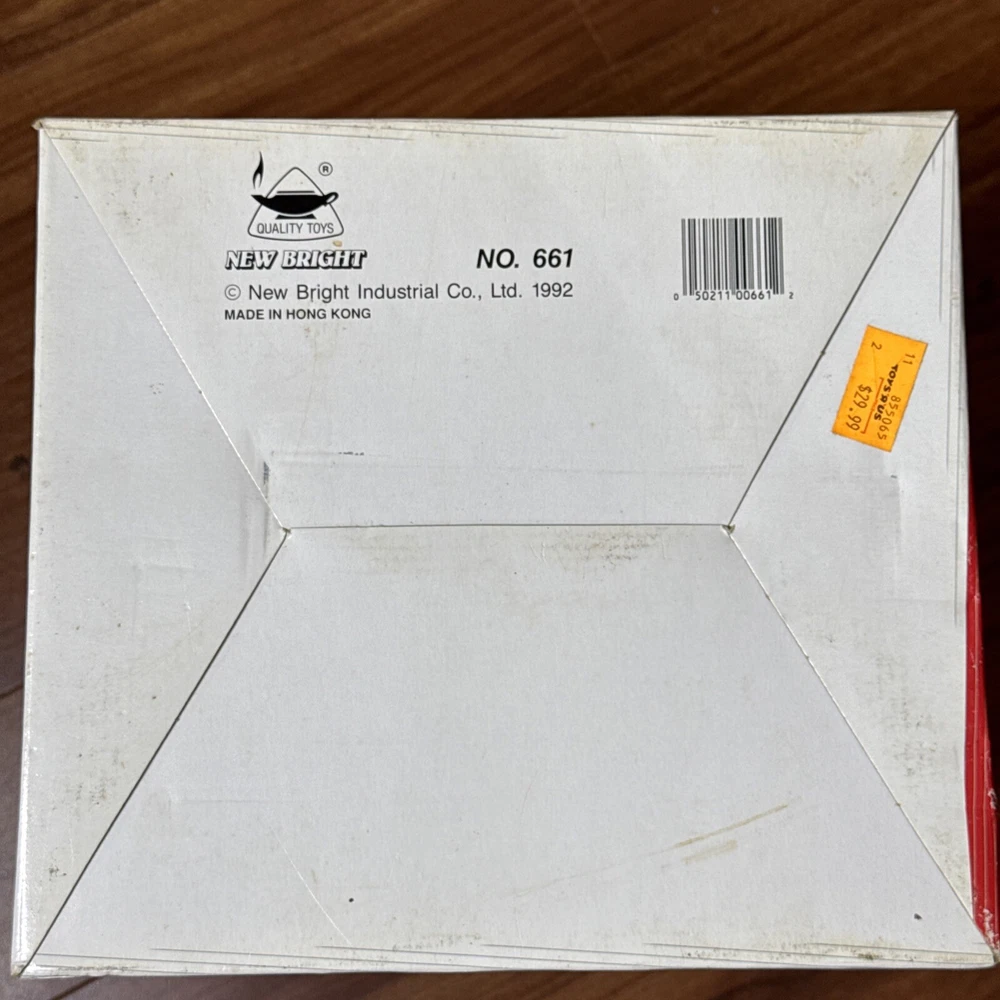 ®
QUALITY TOYS
NEW BRIGHT
NO. 661
© New Bright Industrial Co., Ltd. 1992
MADE IN HONG KONG
0 50211 00661 2
11 2
TOYS R US
855065
$29.99